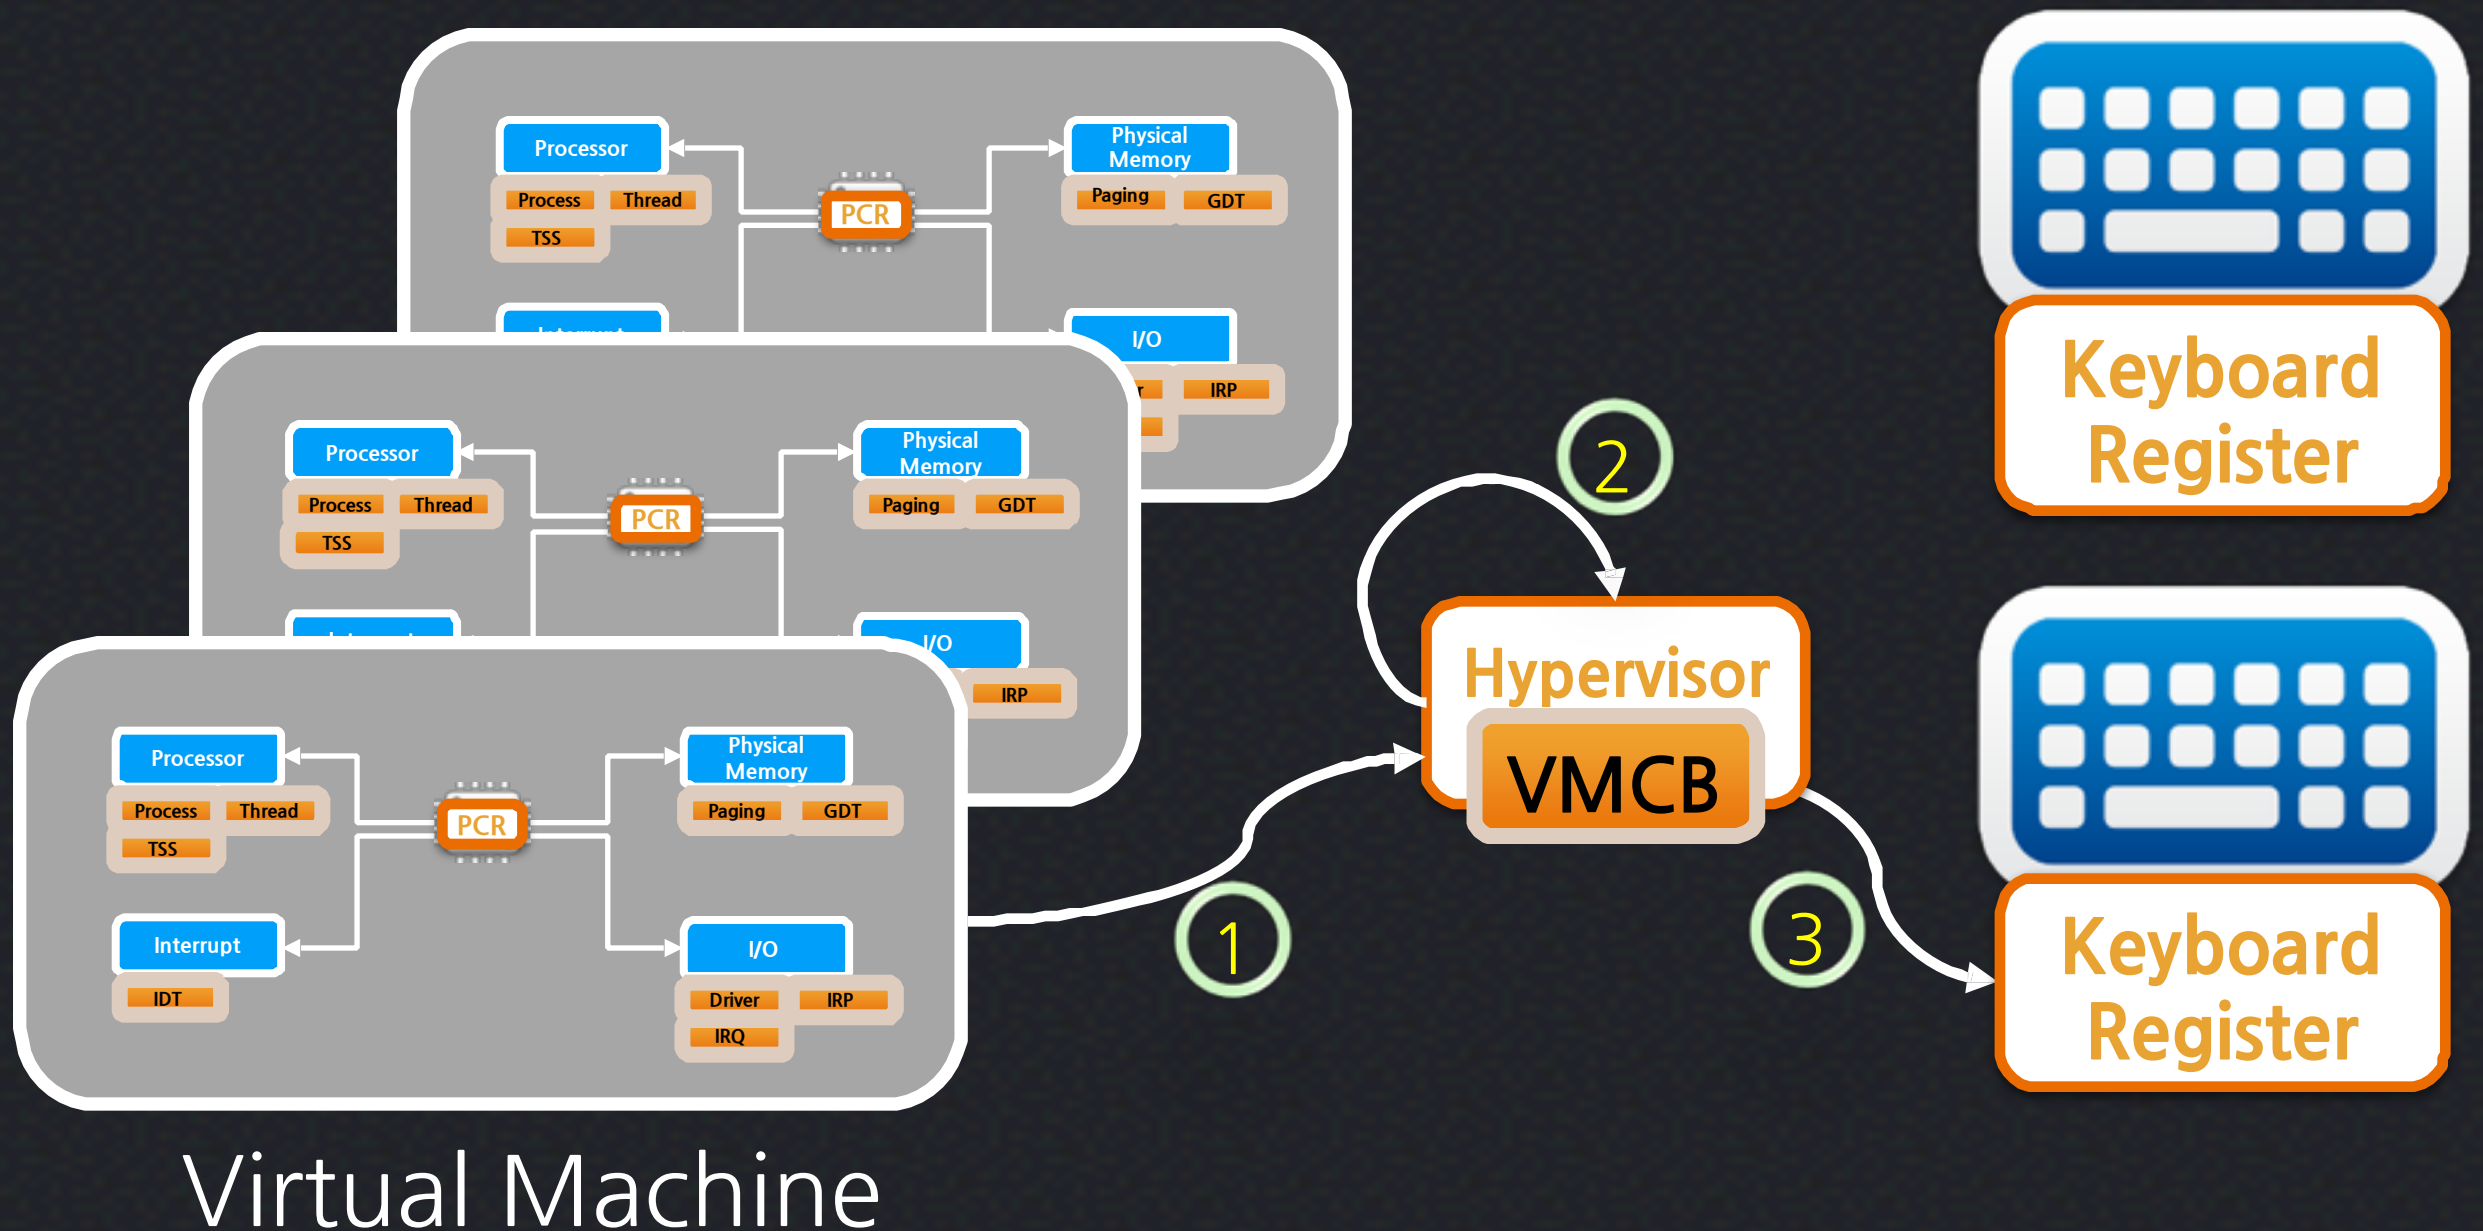 Processor
Process
Thread
TSS
PCR
Physical
Memory
Paging
GDT
I/O
IRP
Processor
Process
Thread
TSS
PCR
Physical
Memory
Paging
GDT
I/O
IRP
Processor
Process
Thread
TSS
PCR
Physical
Memory
Paging
GDT
Interrupt
IDT
I/O
Driver
IRP
IRQ
Virtual Machine
1
2
3
Hypervisor
VMCB
Keyboard
Register
Keyboard
Register